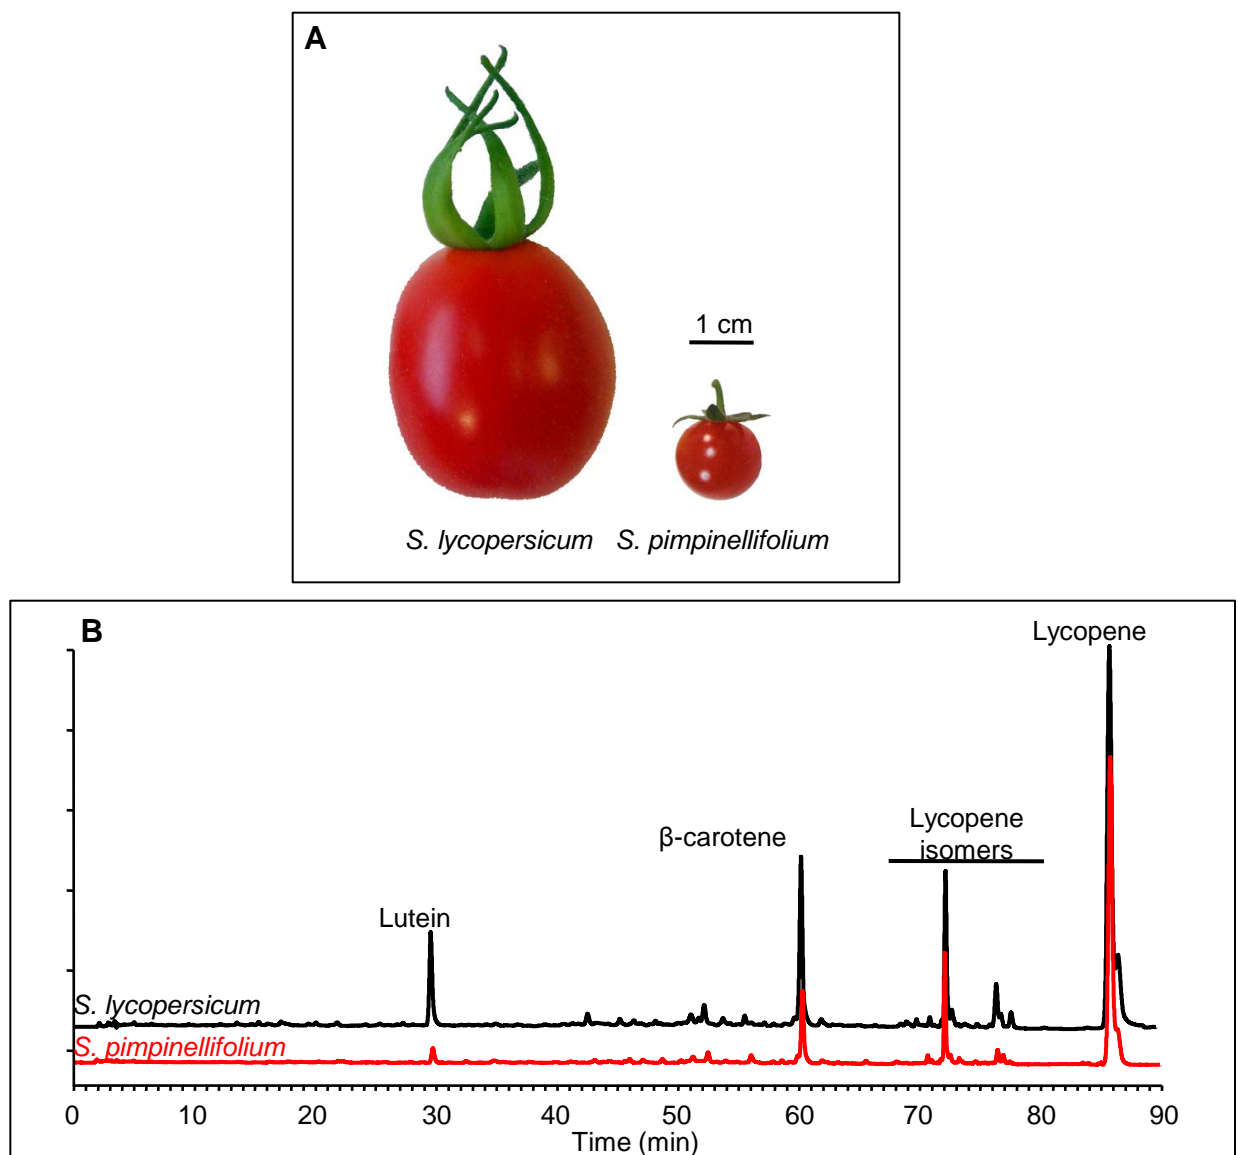 A
1 cm
S. lycopersicum S. pimpinellifolium
B
Lycopene
Lycopene
isomers
β-carotene
Lutein
S. lycopersicum
S. pimpinellifolium
0 10 20 30 40 50 60 70 80 90
Time (min)